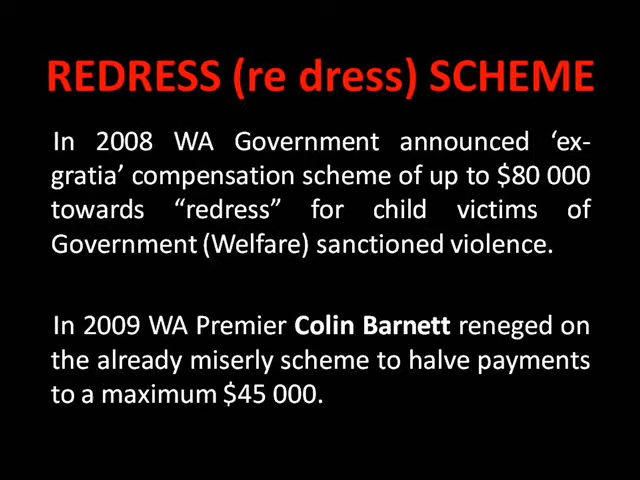 REDRESS (re dress) SCHEME
In 2008 WA Government announced ‘ex-
gratia’ compensation scheme of up to $80 000
towards “redress” for child victims of
Government (Welfare) sanctioned violence.
In 2009 WA Premier Colin Barnett reneged on
the already miserly scheme to halve payments
to a maximum $45 000.